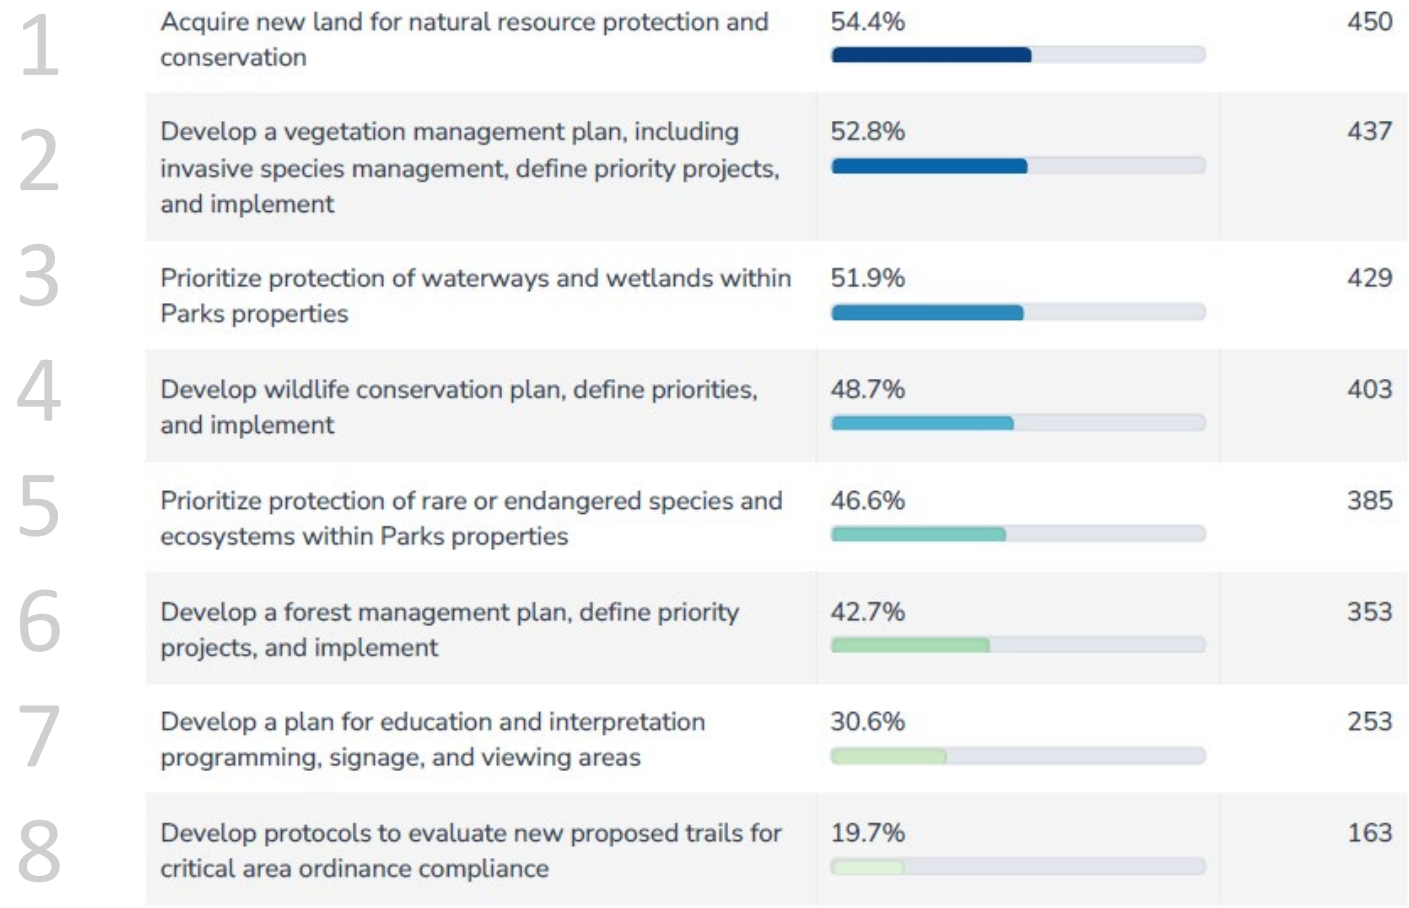 1
Acquire new land for natural resource protection and
conservation
54.4%
450
2
Develop a vegetation management plan, including
invasive species management, define priority projects,
and implement
52.8%
437
3
Prioritize protection of waterways and wetlands within
Parks properties
51.9%
429
4
Develop wildlife conservation plan, define priorities,
and implement
48.7%
403
5
Prioritize protection of rare or endangered species and
ecosystems within Parks properties
46.6%
385
6
Develop a forest management plan, define priority
projects, and implement
42.7%
353
7
Develop a plan for education and interpretation
programming, signage, and viewing areas
30.6%
253
8
Develop protocols to evaluate new proposed trails for
critical area ordinance compliance
19.7%
163